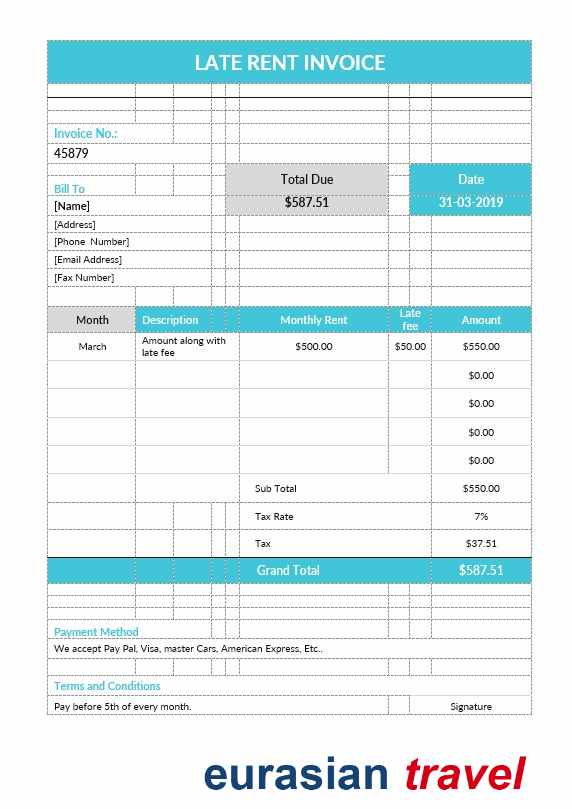 LATE RENT INVOICE
Invoice No.:
45879
Total Due
Date
Bill To
$587.51
31-03-2019
[Name]
[Address]
[Phone  Number]
[Email Address]
[Fax Number]
Month Description Monthly Rent Late fee Amount
March Amount along with late fee $500.00 $50.00 $550.00
$0.00
$0.00
$0.00
$0.00
Sub Total $550.00
Tax Rate 7%
Tax $37.51
Grand Total $587.51
Payment Method
We accept Pay Pal, Visa, master Cars, American Express, Etc..
Terms and Conditions
Pay before 5th of every month. Signature
eurasian travel